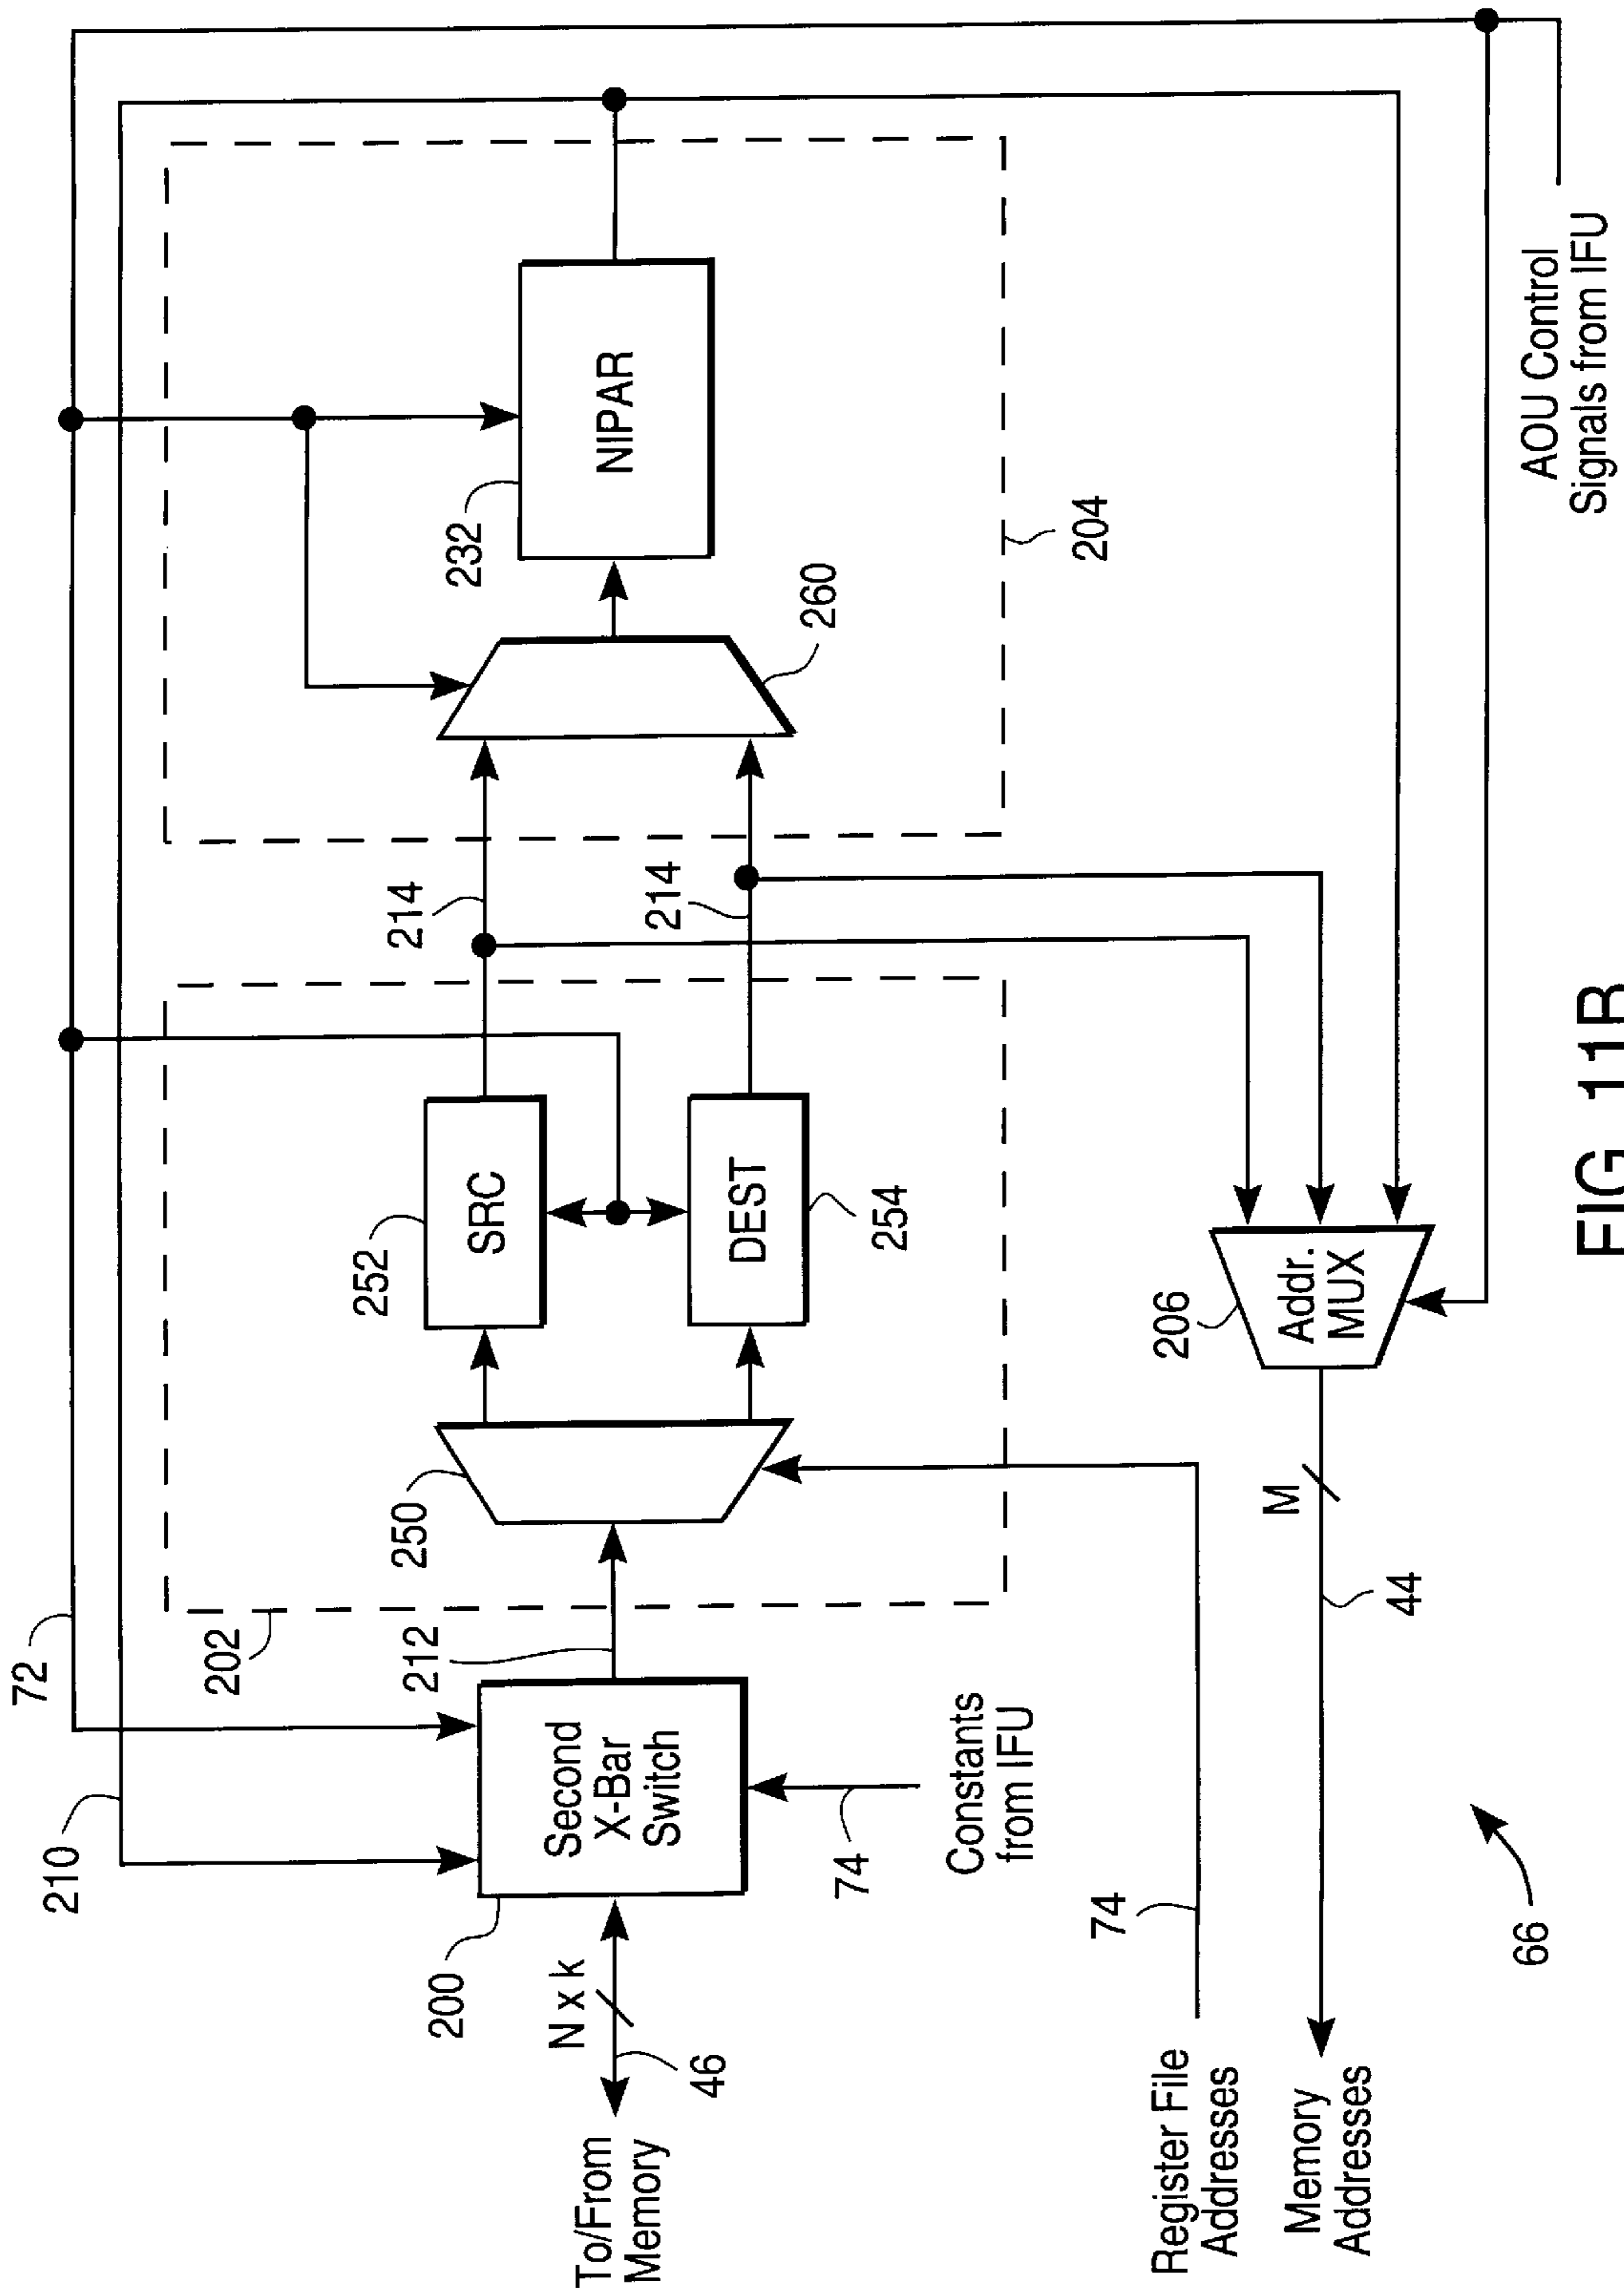 72
210
202
212
200
Second
X-Bar
Switch
N x k
46
To/From
Memory
74
Constants
from IFU
250
252
SRC
DEST
254
214
214
232
NIPAR
260
204
206
Addr.
MUX
M
44
74
Register File
Addresses
Memory
Addresses
AOU Control
Signals from IFU
66